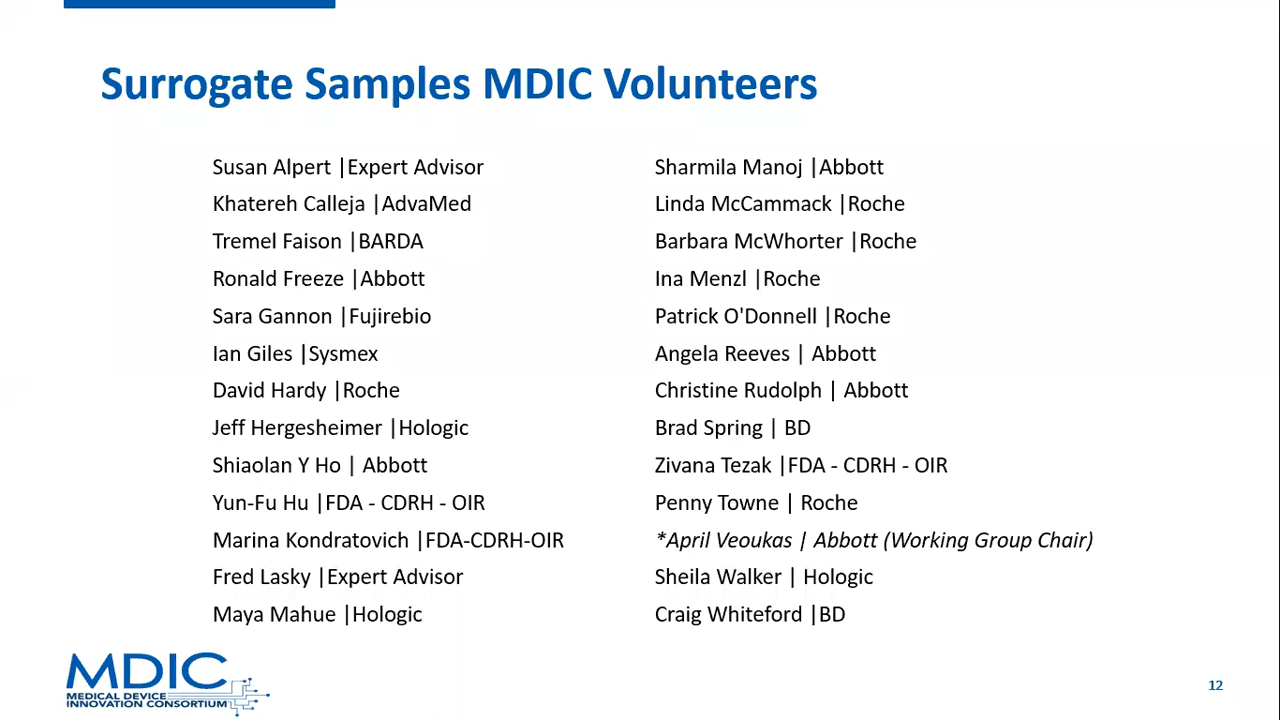 Surrogate Samples MDIC Volunteers
Susan Alpert |Expert Advisor
Khatereh Calleja |AdvaMed
Tremel Faison |BARDA
Ronald Freeze |Abbott
Sara Gannon |Fujirebio
Ian Giles |Sysmex
David Hardy |Roche
Jeff Hergesheimer |Hologic
Shiaolan Y Ho | Abbott
Yun-Fu Hu |FDA - CDRH - OIR
Marina Kondratovich |FDA-CDRH-OIR
Fred Lasky |Expert Advisor
Maya Mahue |Hologic
Sharmila Manoj |Abbott
Linda McCammack |Roche
Barbara McWhorter |Roche
Ina Menzl |Roche
Patrick O'Donnell |Roche
Angela Reeves | Abbott
Christine Rudolph | Abbott
Brad Spring | BD
Zivana Tezak |FDA - CDRH - OIR
Penny Towne | Roche
*April Veoukas | Abbott (Working Group Chair)
Sheila Walker | Hologic
Craig Whiteford |BD
MDIC
MEDICAL DEVICE
INNOVATION CONSORTIUM
12